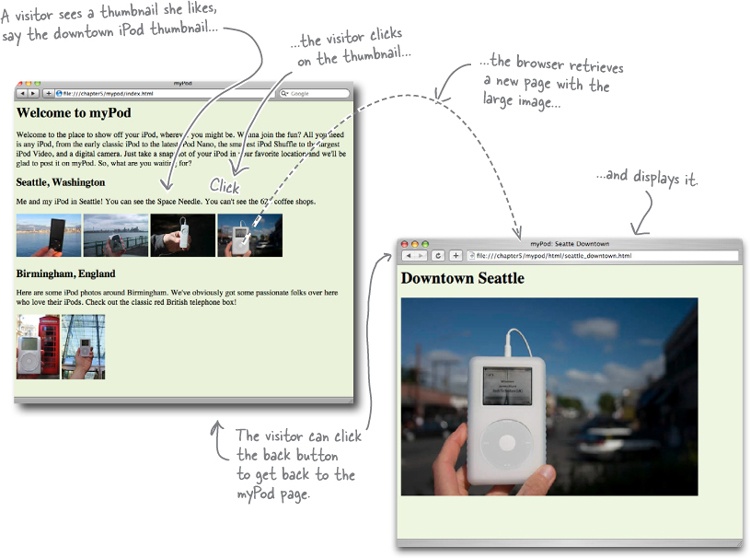 A visitor sees a thumbnail she likes,
say the downtown iPod thumbnail...
...the visitor clicks
on the thumbnail...
...the browser retrieves
a new page with the
large image...
...and displays it.
myPod
file:///chapter5/mypod/index.html
Google
Welcome to myPod
Welcome to the place to show off your iPod, wherever you might be. Wanna join the fun? All you need
is any iPod, from the early classic iPod to the latest iPod Nano, the smallest iPod Shuffle to the largest
iPod Video, and a digital camera. Just take a snapshot of your iPod in your favorite location and we'll be
glad to post it on myPod. So, what are you waiting for?
Seattle, Washington
Click
Me and my iPod in Seattle! You can see the Space Needle. You can't see the coffee shops.
Birmingham, England
Here are some iPod photos around Birmingham. We've obviously got some passionate folks over here
who love their iPods. Check out the classic red British telephone box!
myPod: Seattle Downtown
file:///chapter5/mypod/html/seattle_downtown.html
Downtown Seattle
The visitor can click
the back button
to get back to the
myPod page.